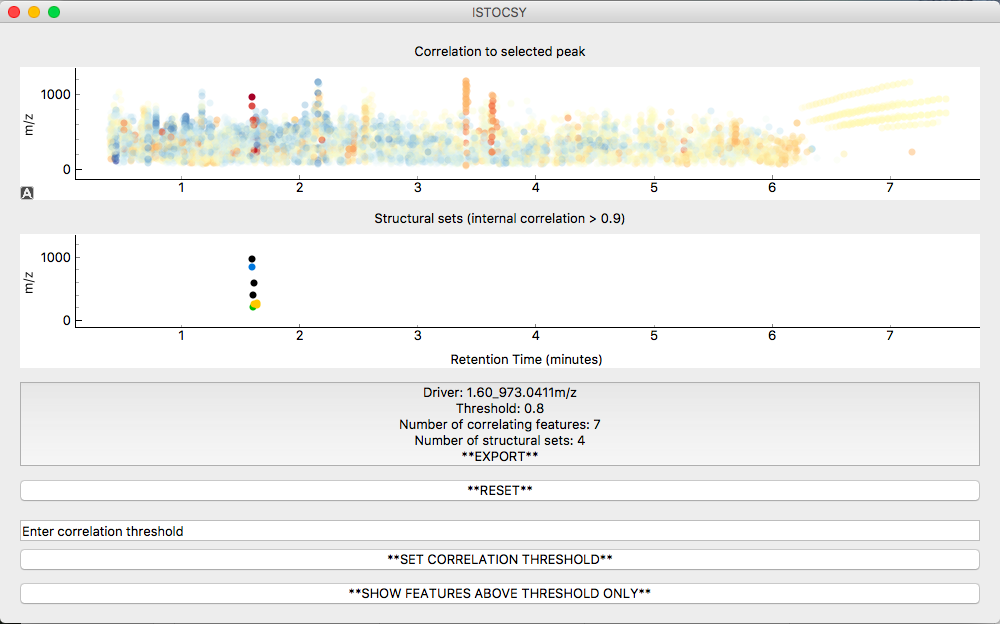 ISTOCSY
Correlation to selected peak
1000
m/z
0
1 2 3 4 5 6 7
A
Structural sets (internal correlation > 0.9)
1000
m/z
0
1 2 3 4 5 6 7
Retention Time (minutes)
Driver: 1.60_973.0411m/z
Threshold: 0.8
Number of correlating features: 7
Number of structural sets: 4
**EXPORT**
**RESET**
Enter correlation threshold
**SET CORRELATION THRESHOLD**
**SHOW FEATURES ABOVE THRESHOLD ONLY**